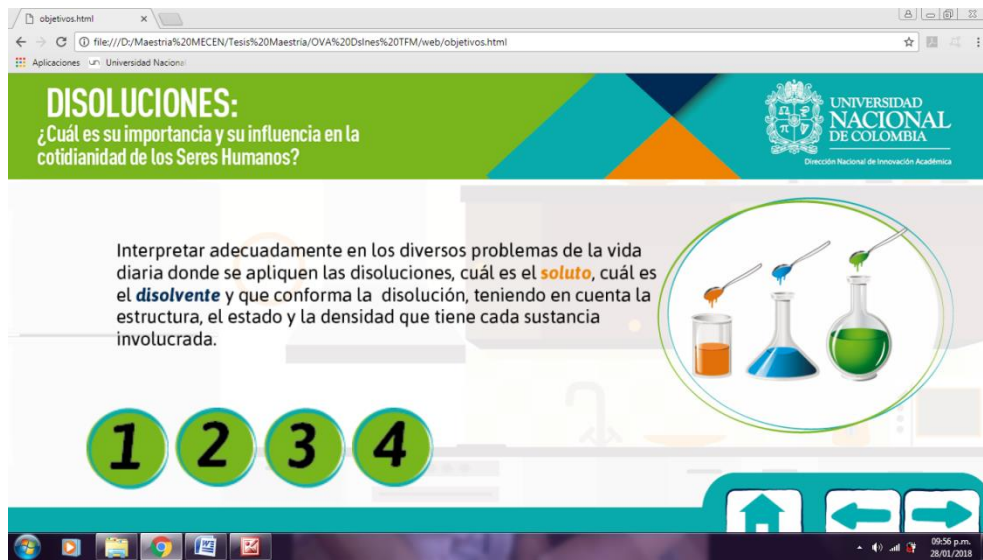 objetivos.html
file:///D:/Maestria%20MECEN/Tesis%20Maestria/OVA%20DsInes%20TFM/web/objetivos.html
Aplicaciones Universidad Nacional
DISOLUCIONES:
¿Cuál es su importancia y su influencia en la
cotidianidad de los Seres Humanos?
UNIVERSIDAD
NACIONAL
DE COLOMBIA
Dirección Nacional de Innovación Académica
Interpretar adecuadamente en los diversos problemas de la vida
diaria donde se apliquen las disoluciones, cuál es el soluto, cuál es
el disolvente y que conforma la disolución, teniendo en cuenta la
estructura, el estado y la densidad que tiene cada sustancia
involucrada.
1 2 3 4
09:56 p.m.
28/01/2018